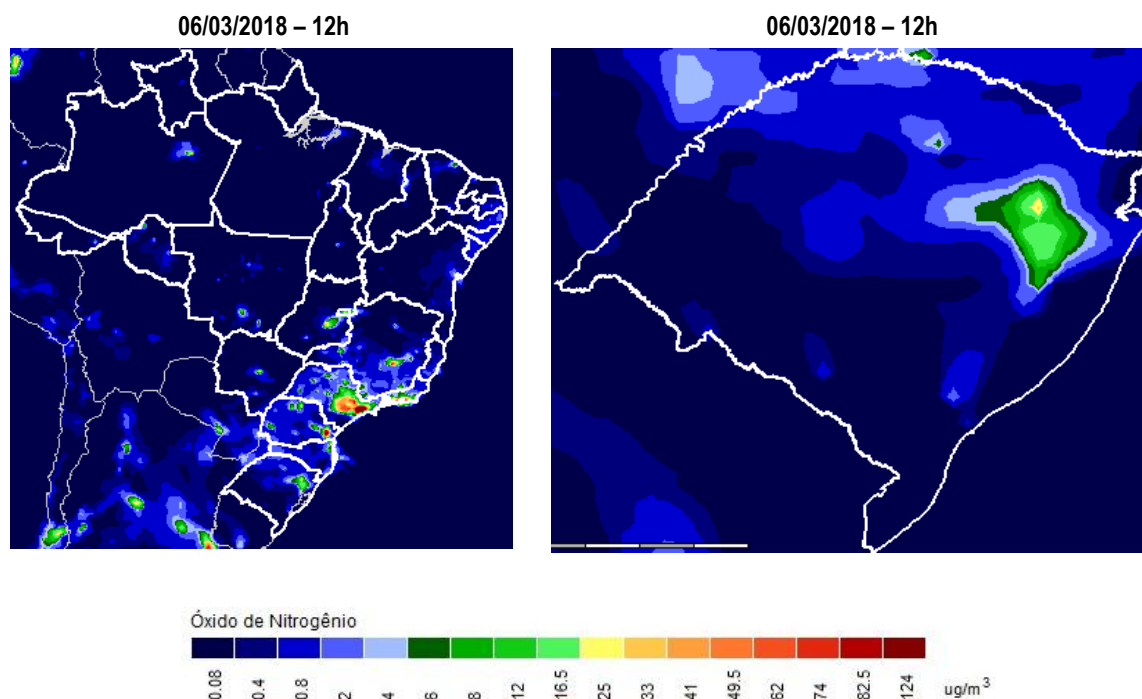 06/03/2018 – 12h
06/03/2018 – 12h
Óxido de Nitrogênio
0.08 0.4 0.8 2 4 6 8 12 16.5 25 33 41 49.5 62 74 82.5 124 ug/m³